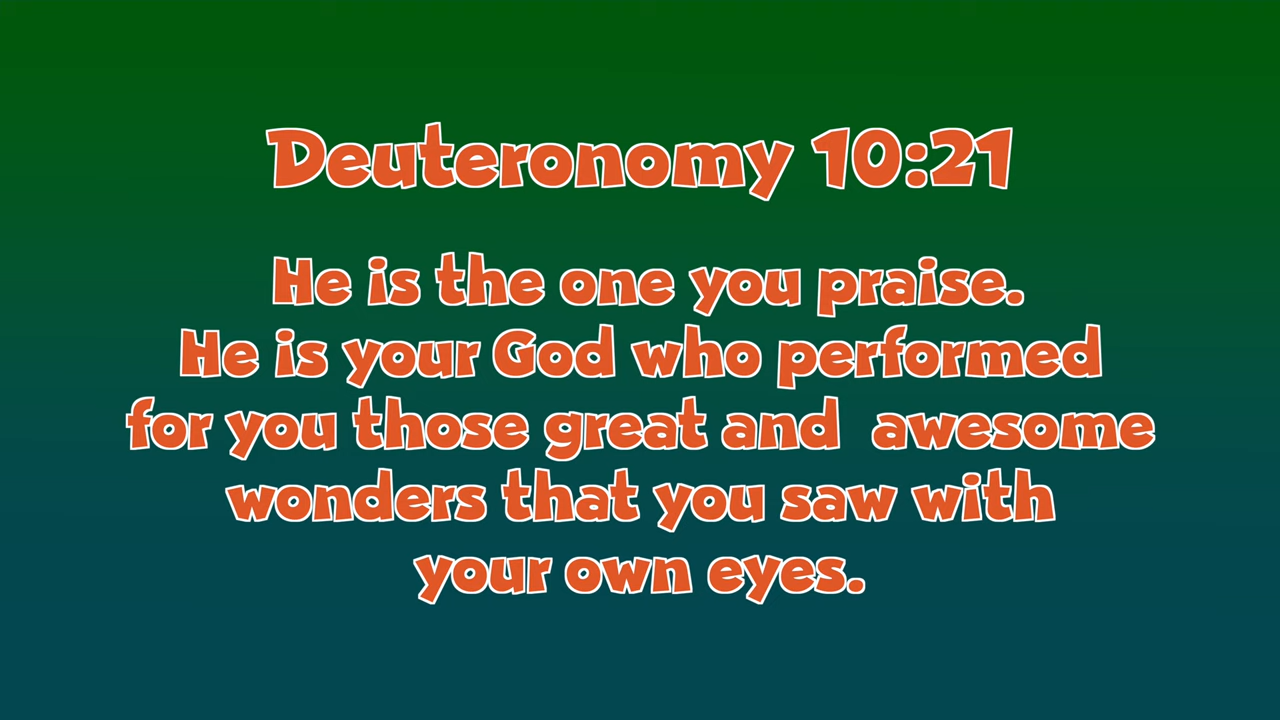 Deuteronomy 10:21
He is the one you praise.
He is your God who performed
for you those great and  awesome
wonders that you saw with
your own eyes.